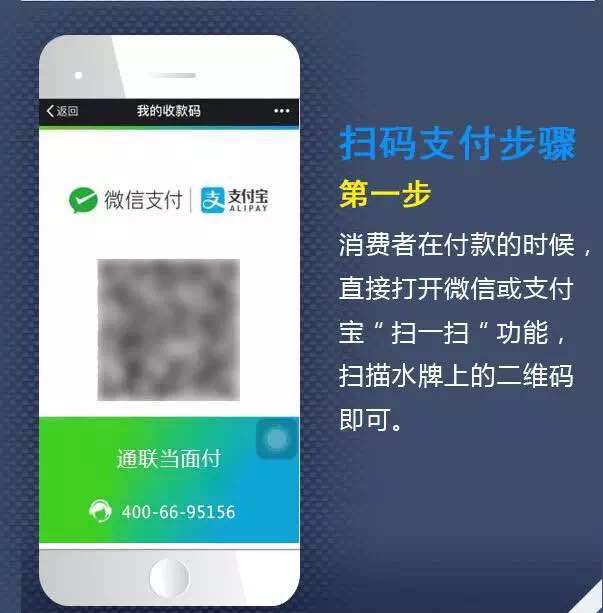 返回 我的收款码
微信支付 支付宝
ALIPAY
通联当面付
400-66-95156
扫码支付步骤
第一步
消费者在付款的时候，
直接打开微信或支付
宝“扫一扫“功能，
扫描水牌上的二维码
即可。